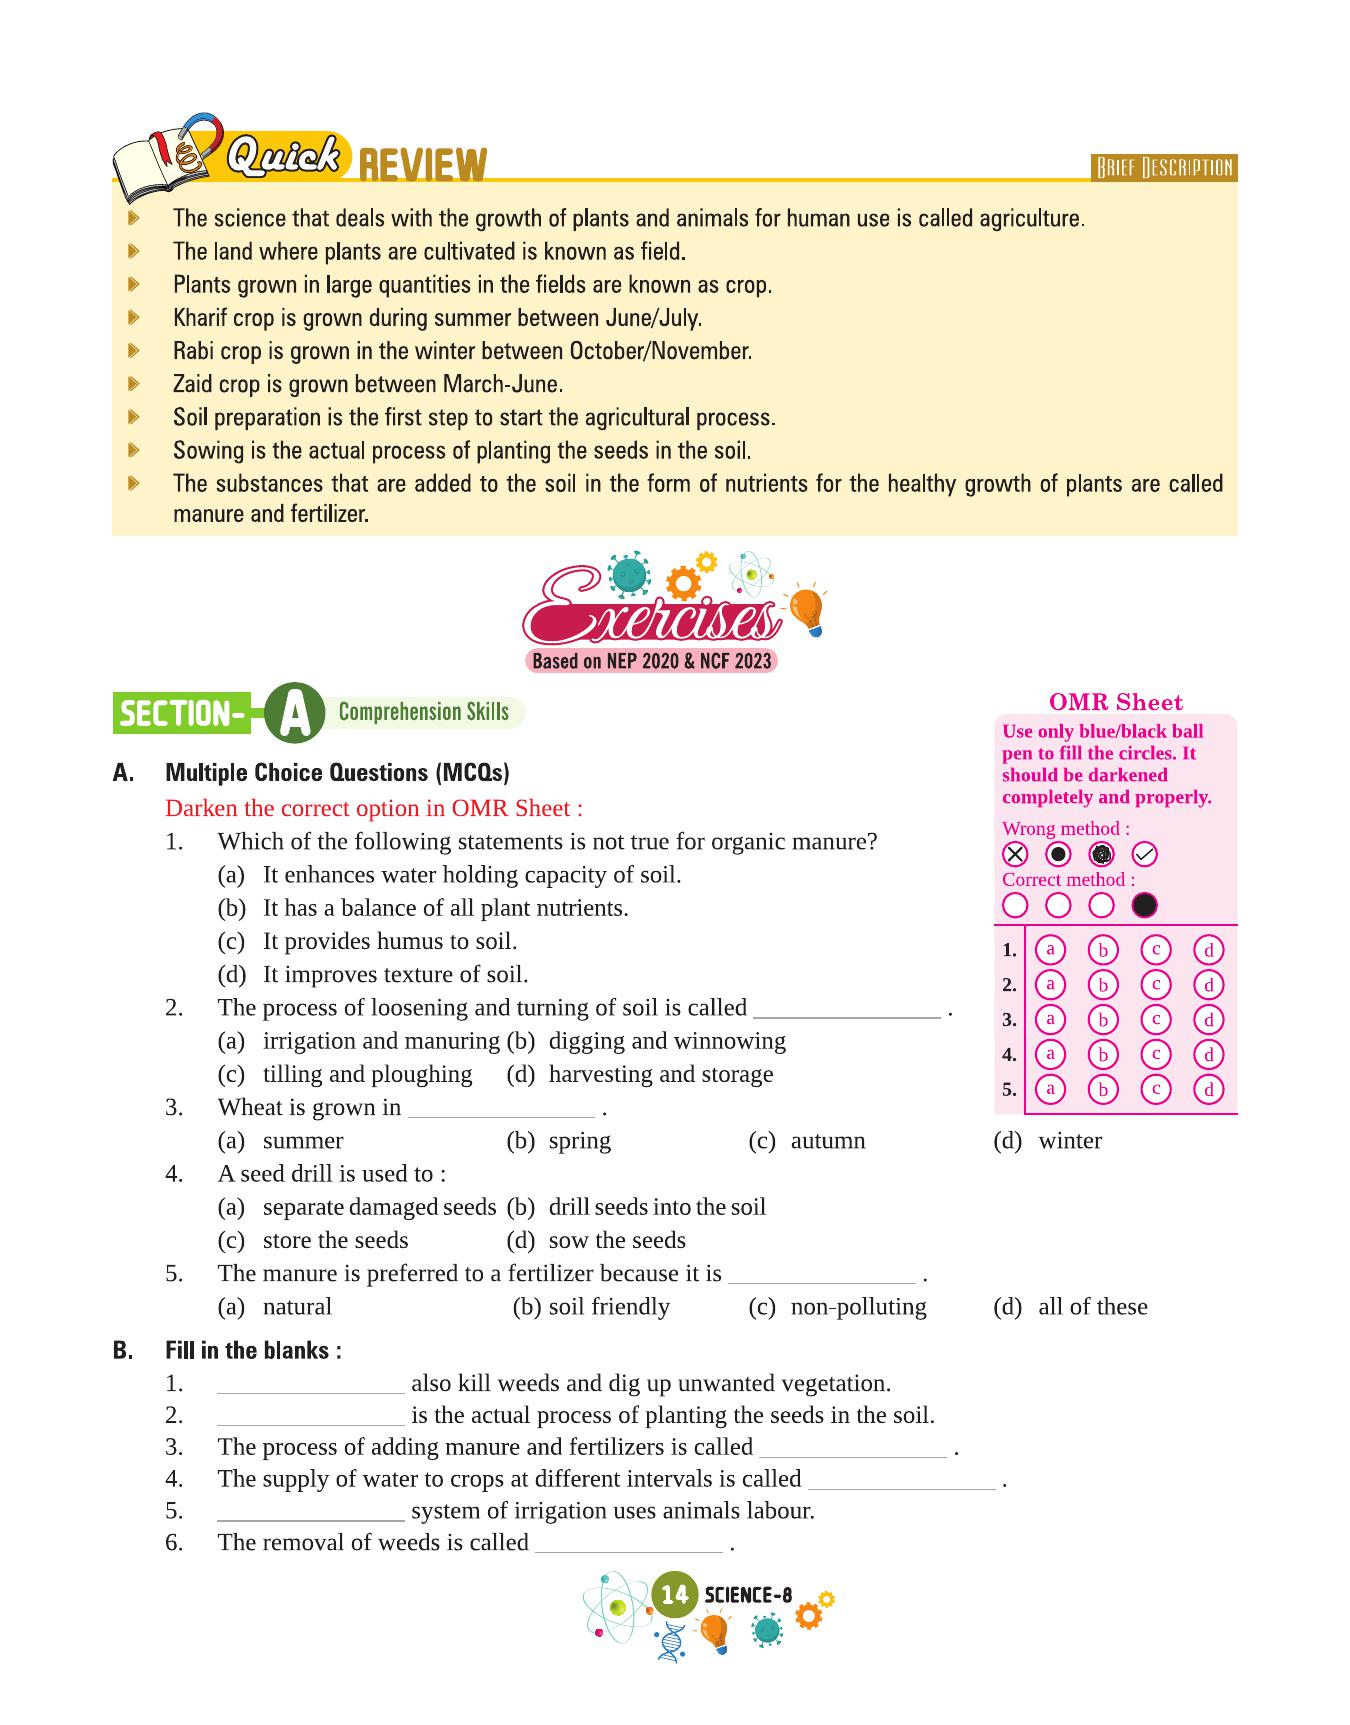 Quick REVIEW
BRIEF DESCRIPTION
The science that deals with the growth of plants and animals for human use is called agriculture.
The land where plants are cultivated is known as field.
Plants grown in large quantities in the fields are known as crop.
Kharif crop is grown during summer between June/July.
Rabi crop is grown in the winter between October/November.
Zaid crop is grown between March-June.
Soil preparation is the first step to start the agricultural process.
Sowing is the actual process of planting the seeds in the soil.
The substances that are added to the soil in the form of nutrients for the healthy growth of plants are called
manure and fertilizer.
Exercises
Based on NEP 2020 & NCF 2023
SECTION- A Comprehension Skills
A. Multiple Choice Questions (MCQs)
Darken the correct option in OMR Sheet :
1. Which of the following statements is not true for organic manure?
(a) It enhances water holding capacity of soil.
(b) It has a balance of all plant nutrients.
(c) It provides humus to soil.
(d) It improves texture of soil.
2. The process of loosening and turning of soil is called _______________ .
(a) irrigation and manuring (b) digging and winnowing
(c) tilling and ploughing (d) harvesting and storage
3. Wheat is grown in _______________ .
(a) summer (b) spring (c) autumn (d) winter
4. A seed drill is used to :
(a) separate damaged seeds (b) drill seeds into the soil
(c) store the seeds (d) sow the seeds
5. The manure is preferred to a fertilizer because it is _______________ .
(a) natural (b) soil friendly (c) non-polluting (d) all of these
OMR Sheet
Use only blue/black ball
pen to fill the circles. It
should be darkened
completely and properly.
Wrong method :
Correct method :
1. a b c d
2. a b c d
3. a b c d
4. a b c d
5. a b c d
B. Fill in the blanks :
1. _______________ also kill weeds and dig up unwanted vegetation.
2. _______________ is the actual process of planting the seeds in the soil.
3. The process of adding manure and fertilizers is called _______________ .
4. The supply of water to crops at different intervals is called _______________ .
5. _______________ system of irrigation uses animals labour.
6. The removal of weeds is called _______________ .
14 SCIENCE-8